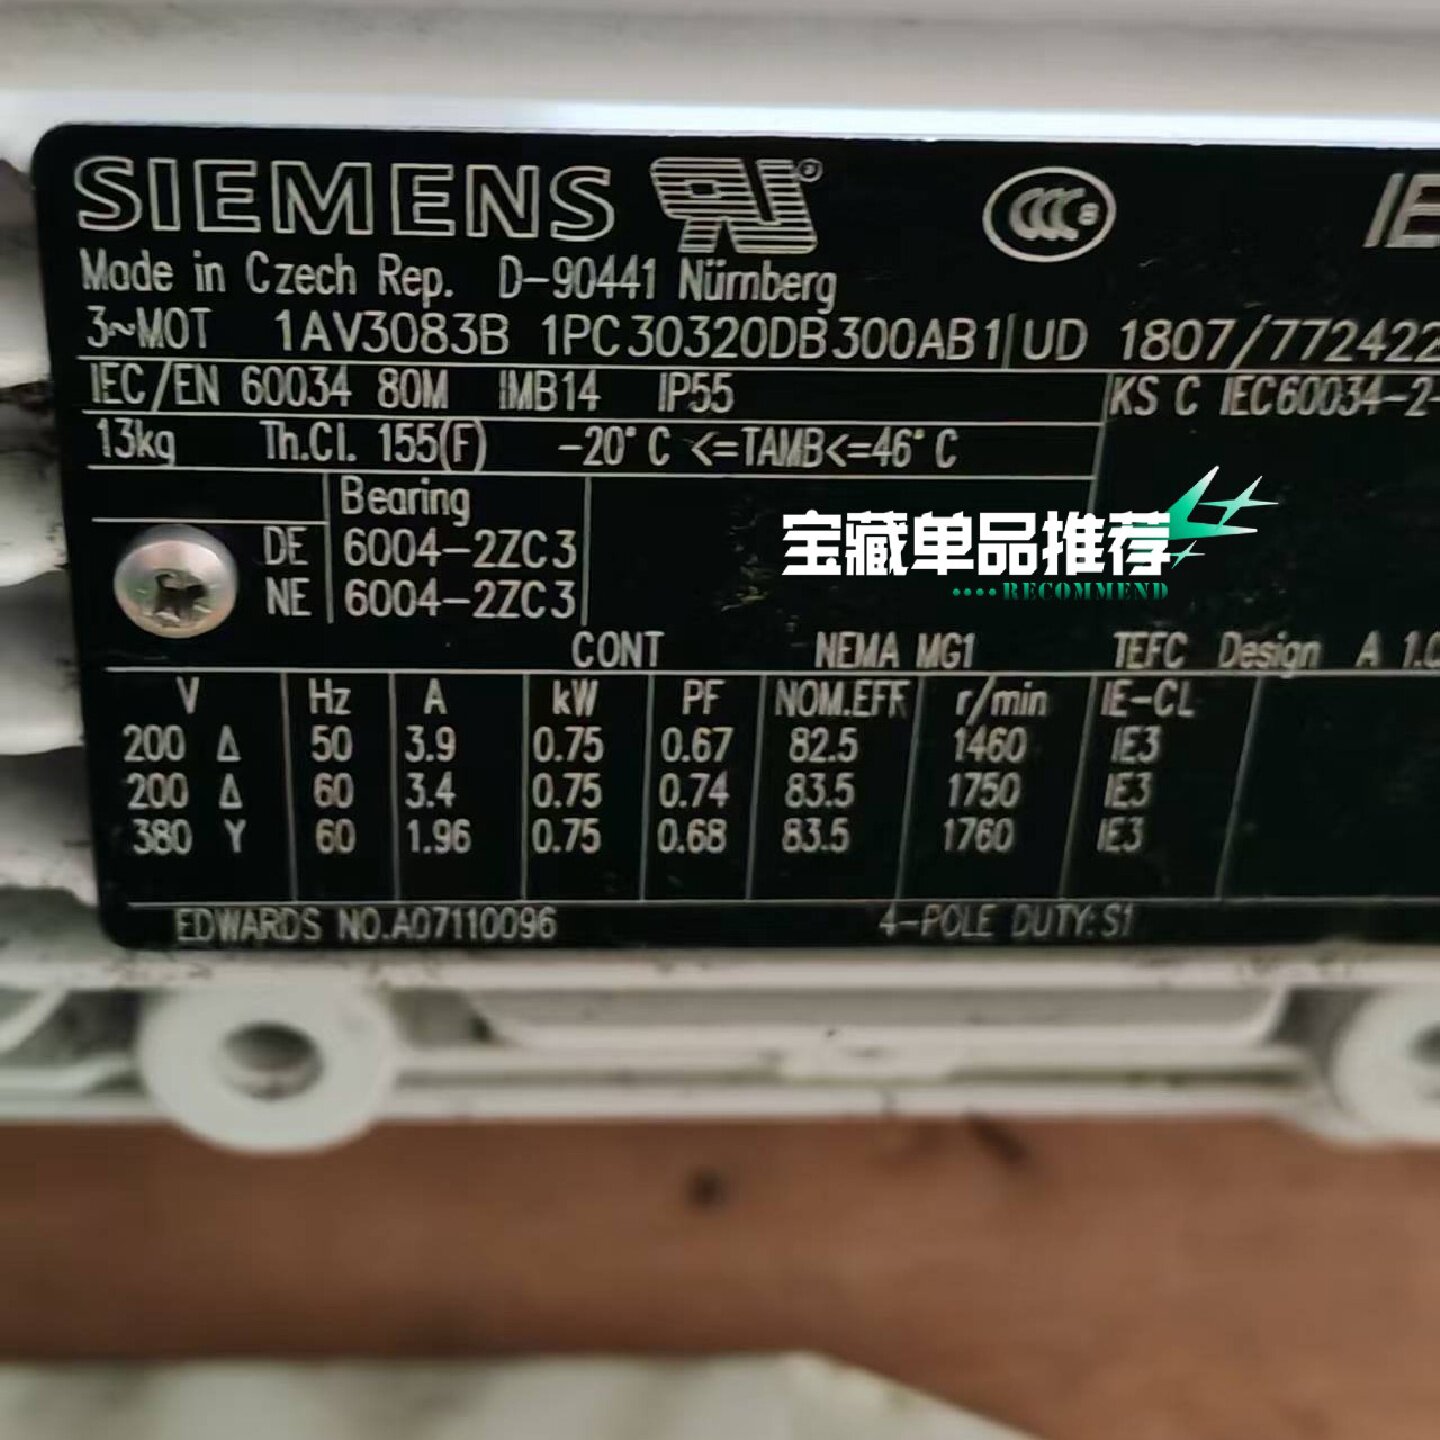 SIEMENS
Made in Czech Rep. D-90441 Nürnberg
3~MOT 1AV3083B 1PC30320DB300AB1 UD 1807/772422
IEC/EN 60034 80M IMB14 IP55 KS C IEC60034-2-
13kg Th.Cl. 155(F) -20°C <=TAMB<=46°C
Bearing
DE 6004-2ZC3
NE 6004-2ZC3
宝藏单品推荐
····RECOMMEND
CONT NEMA MG1 TEFC Design A 1.0
V Hz A kW PF NOM.EFF r/min IE-CL
200 Δ 50 3.9 0.75 0.67 82.5 1460 IE3
200 Δ 60 3.4 0.75 0.74 83.5 1750 IE3
380 Y 60 1.96 0.75 0.68 83.5 1760 IE3
EDWARDS NO.A07110096 4-POLE DUTY:S1